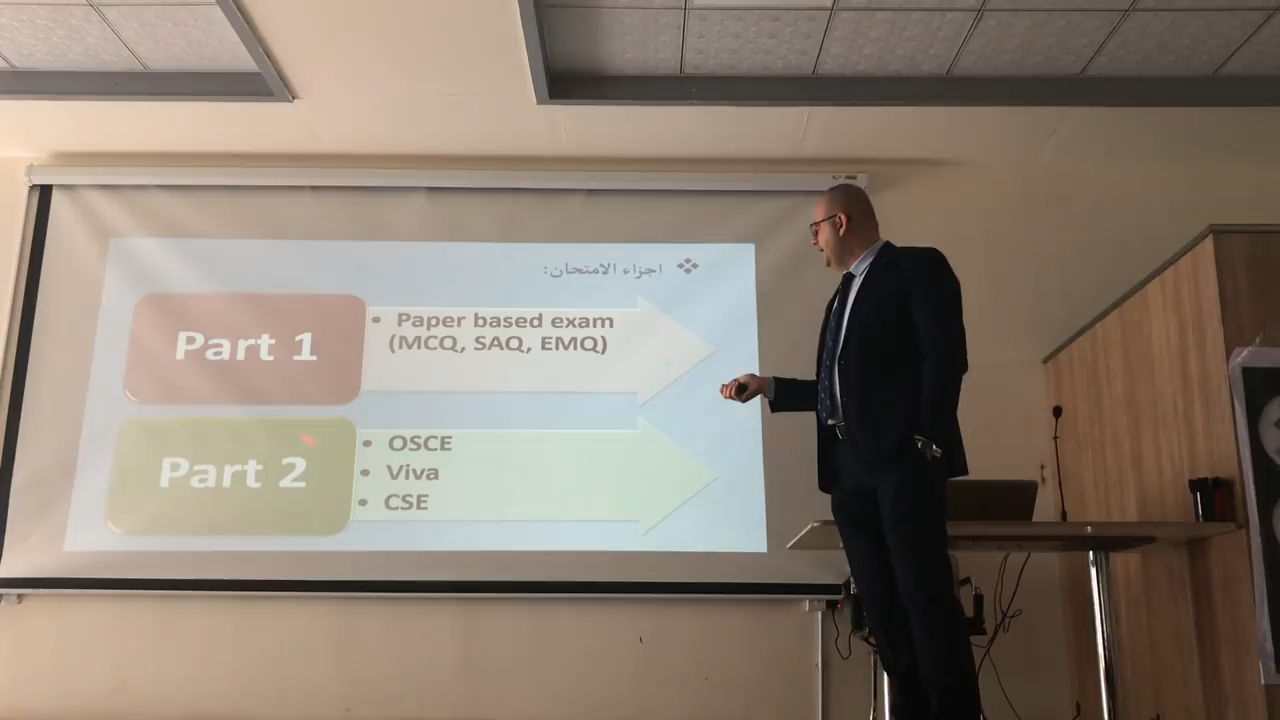 ❖ اجزاء الامتحان:
Part 1
• Paper based exam
(MCQ, SAQ, EMQ)
Part 2
• OSCE
• Viva
• CSE